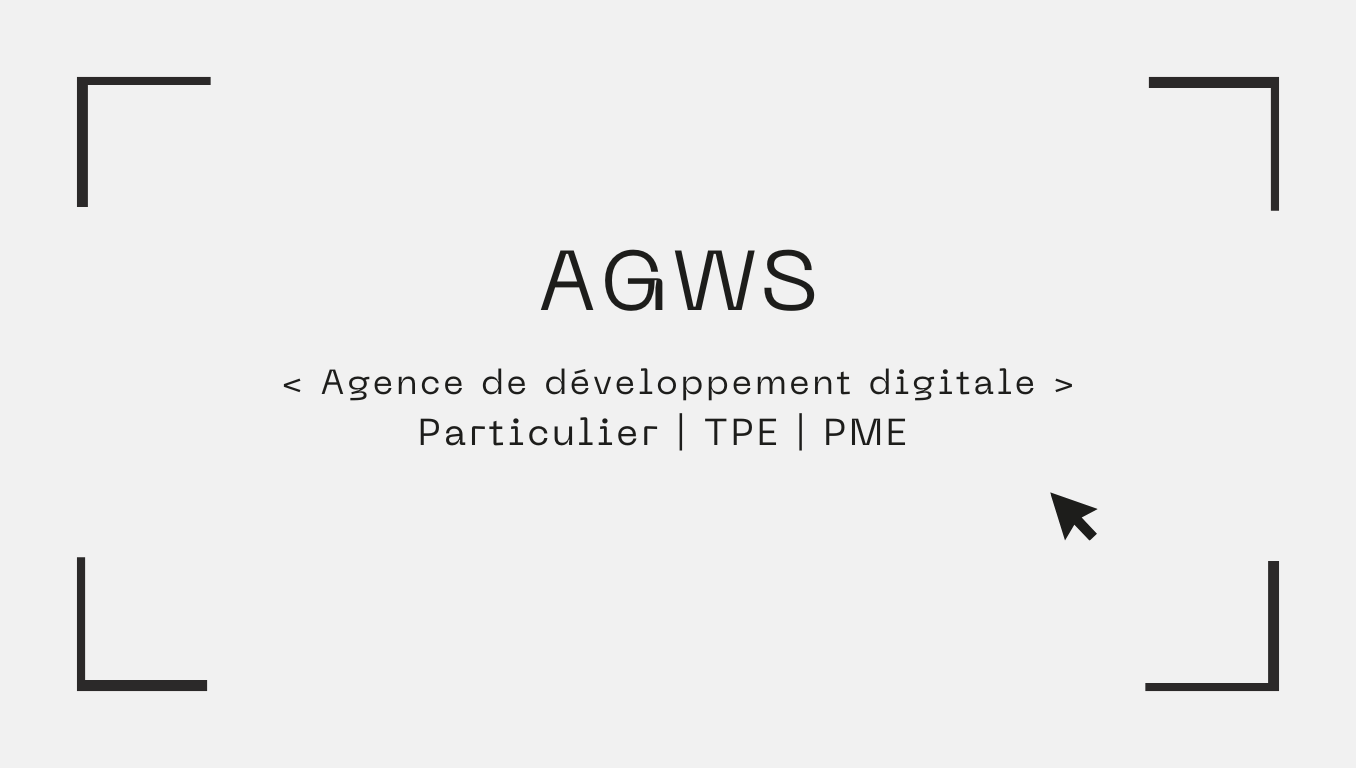 AGWS
< Agence de développement digitale >
Particulier | TPE | PME